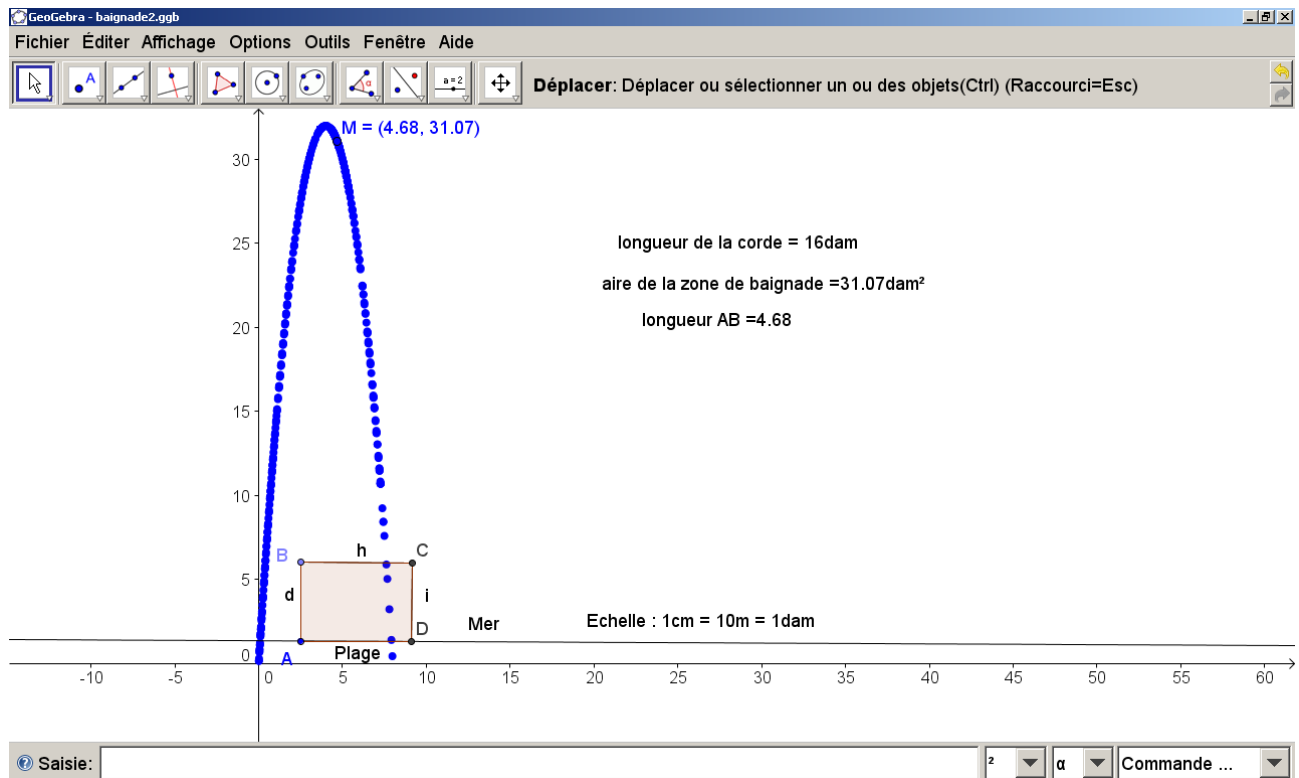 GeoGebra - baignade2.ggb
Fichier Éditer Affichage Options Outils Fenêtre Aide
A
α
a=2
Déplacer: Déplacer ou sélectionner un ou des objets(Ctrl) (Raccourci=Esc)
M = (4.68, 31.07)
30
25
20
15
10
5
0
longueur de la corde = 16dam
aire de la zone de baignade =31.07dam²
longueur AB =4.68
B h C
d i
A Plage D
Mer
Echelle : 1cm = 10m = 1dam
-10 -5 0 5 10 15 20 25 30 35 40 45 50 55 60
Saisie: ² α Commande ...